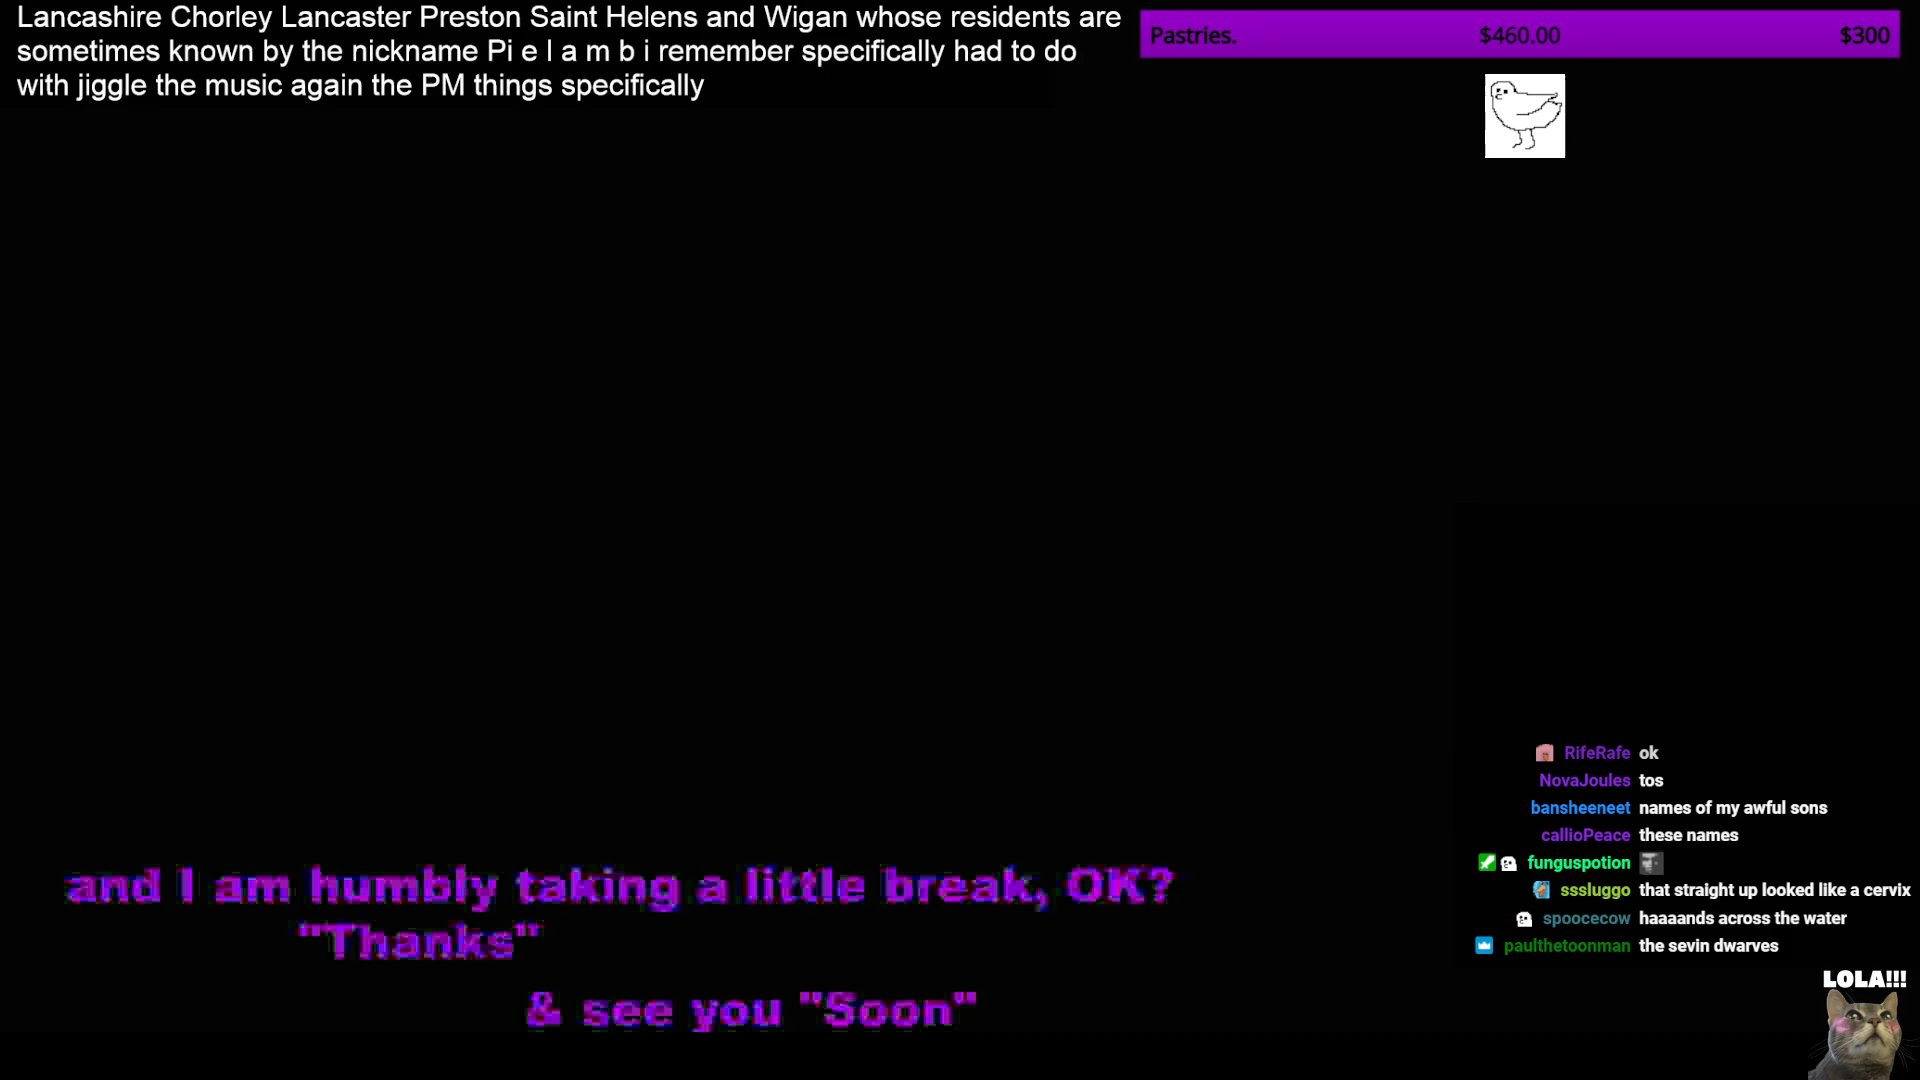 Lancashire Chorley Lancaster Preston Saint Helens and Wigan whose residents are
sometimes known by the nickname Pi e l a m b i remember specifically had to do
with jiggle the music again the PM things specifically
Pastries. $460.00 $300
RifeRafe ok
NovaJoules tos
bansheeneet names of my awful sons
callioPeace these names
funguspotion
sssluggo that straight up looked like a cervix
spoocecow haaaands across the water
paulthetoonman the sevin dwarves
and I am humbly taking a little break, OK?
"Thanks"
& see you "Soon"
LOLA!!!